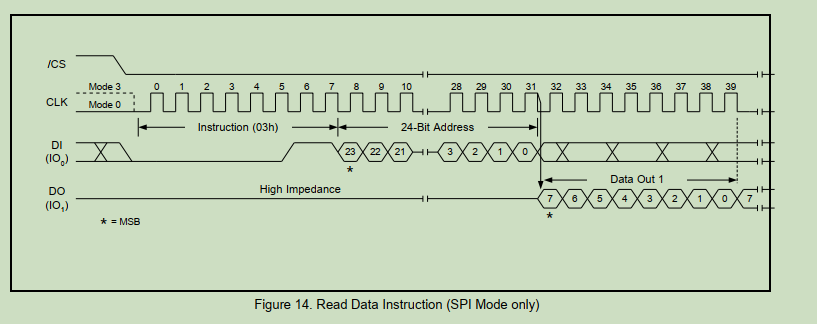 /CS
Mode 3 0 1 2 3 4 5 6 7 8 9 10 28 29 30 31 32 33 34 35 36 37 38 39
CLK
Mode 0
Instruction (03h) 24-Bit Address
DI
(IO0)
23 22 21 3 2 1 0
*
Data Out 1
DO
(IO1)
High Impedance
7 6 5 4 3 2 1 0 7
*
* = MSB
Figure 14. Read Data Instruction (SPI Mode only)